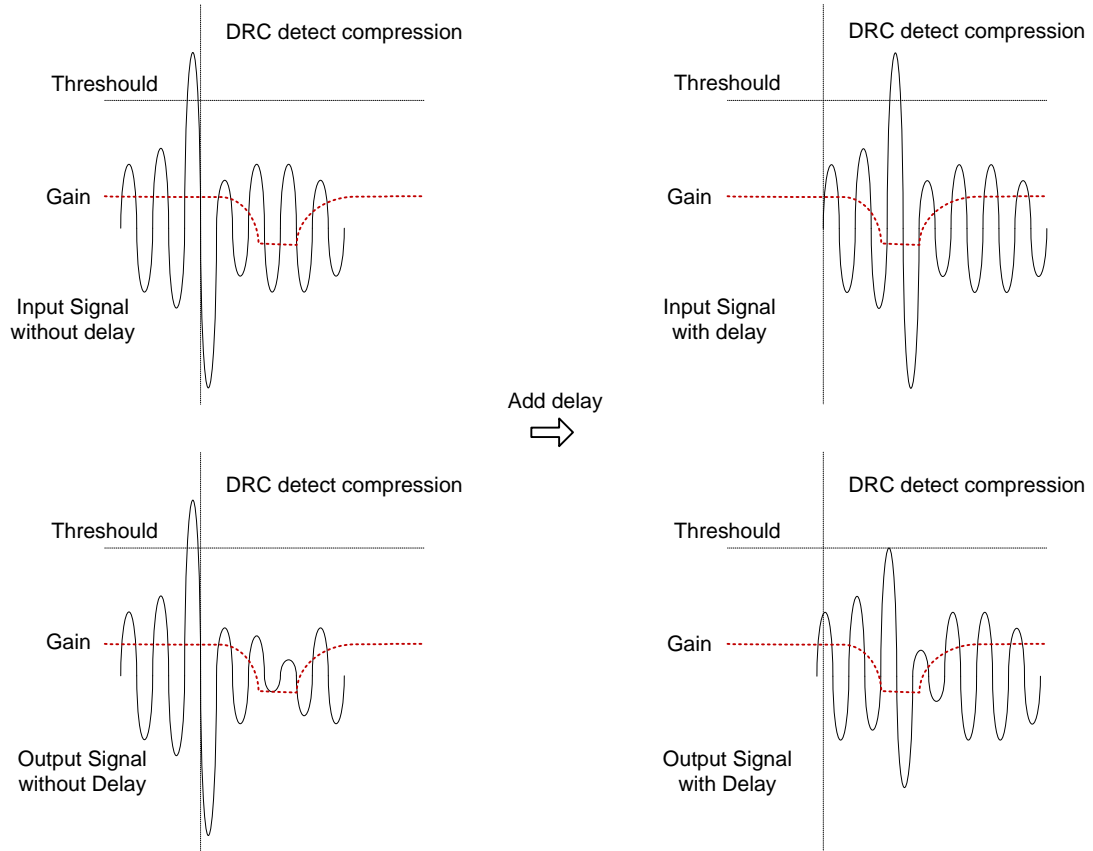 DRC detect compression
Threshould
Gain
Input Signal
without delay
DRC detect compression
Threshould
Gain
Input Signal
with delay
Add delay
DRC detect compression
Threshould
Gain
Output Signal
without Delay
DRC detect compression
Threshould
Gain
Output Signal
with Delay